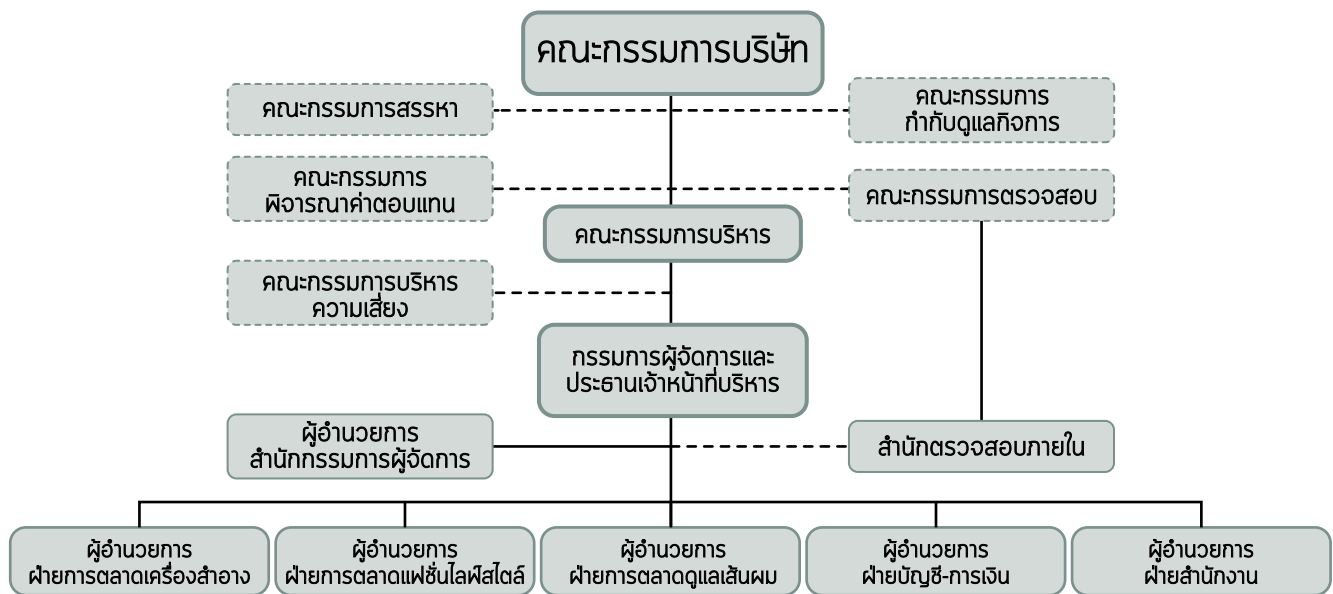 คณะกรรมการบริษัท
คณะกรรมการสรรหา
คณะกรรมการ
กำกับดูแลกิจการ
คณะกรรมการ
พิจารณาค่าตอบแทน
คณะกรรมการตรวจสอบ
คณะกรรมการบริหาร
คณะกรรมการบริหาร
ความเสี่ยง
กรรมการผู้จัดการและ
ประธานเจ้าหน้าที่บริหาร
ผู้อำนวยการ
สำนักกรรมการผู้จัดการ
สำนักตรวจสอบภายใน
ผู้อำนวยการ
ฝ่ายการตลาดเครื่องสำอาง
ผู้อำนวยการ
ฝ่ายการตลาดแฟชั่นไลฟ์สไตล์
ผู้อำนวยการ
ฝ่ายการตลาดดูแลเส้นผม
ผู้อำนวยการ
ฝ่ายบัญชี-การเงิน
ผู้อำนวยการ
ฝ่ายสำนักงาน